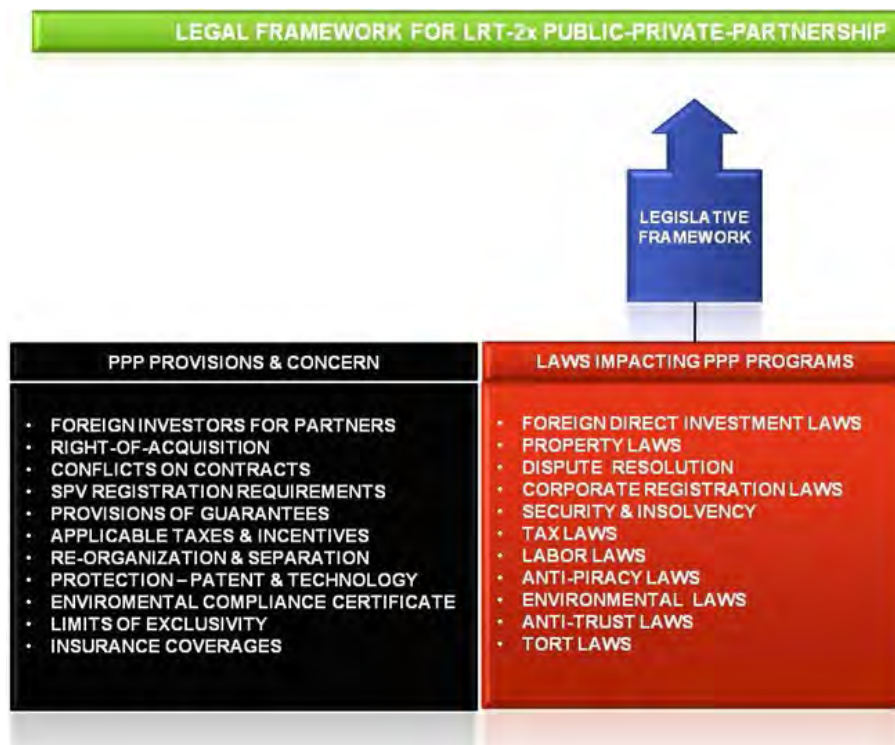 LEGAL FRAMEWORK FOR LRT-2x PUBLIC-PRIVATE-PARTNERSHIP
LEGISLATIVE
FRAMEWORK
PPP PROVISIONS & CONCERN
• FOREIGN INVESTORS FOR PARTNERS
• RIGHT-OF-ACQUISITION
• CONFLICTS ON CONTRACTS
• SPV REGISTRATION REQUIREMENTS
• PROVISIONS OF GUARANTEES
• APPLICABLE TAXES & INCENTIVES
• RE-ORGANIZATION & SEPARATION
• PROTECTION – PATENT & TECHNOLOGY
• ENVIROMENTAL COMPLIANCE CERTIFICATE
• LIMITS OF EXCLUSIVITY
• INSURANCE COVERAGES
LAWS IMPACTING PPP PROGRAMS
• FOREIGN DIRECT INVESTMENT LAWS
• PROPERTY LAWS
• DISPUTE RESOLUTION
• CORPORATE REGISTRATION LAWS
• SECURITY & INSOLVENCY
• TAX LAWS
• LABOR LAWS
• ANTI-PIRACY LAWS
• ENVIRONMENTAL LAWS
• ANTI-TRUST LAWS
• TORT LAWS